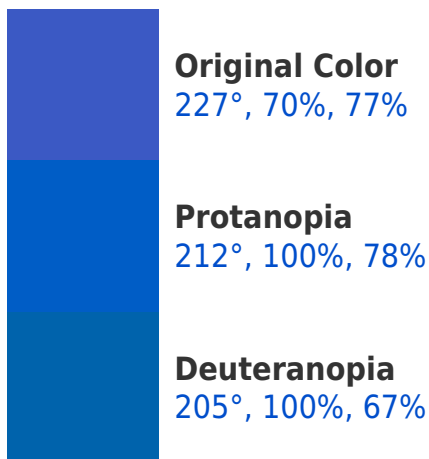 Original Color
227°, 70%, 77%
Protanopia
212°, 100%, 78%
Deuteranopia
205°, 100%, 67%